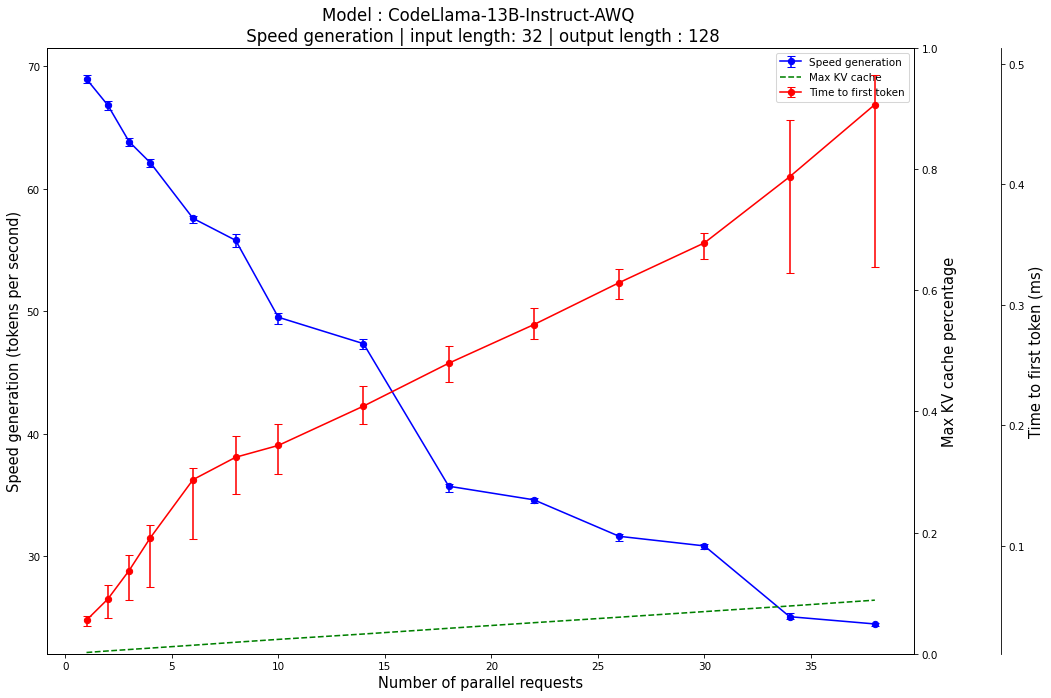 Model : CodeLlama-13B-Instruct-AWQ
Speed generation | input length: 32 | output length : 128
Speed generation
Max KV cache
Time to first token
Speed generation (tokens per second)
70
60
50
40
30
1.0
0.8
0.6
0.4
0.2
0.0
Max KV cache percentage
0.5
0.4
0.3
0.2
0.1
Time to first token (ms)
0 5 10 15 20 25 30 35
Number of parallel requests